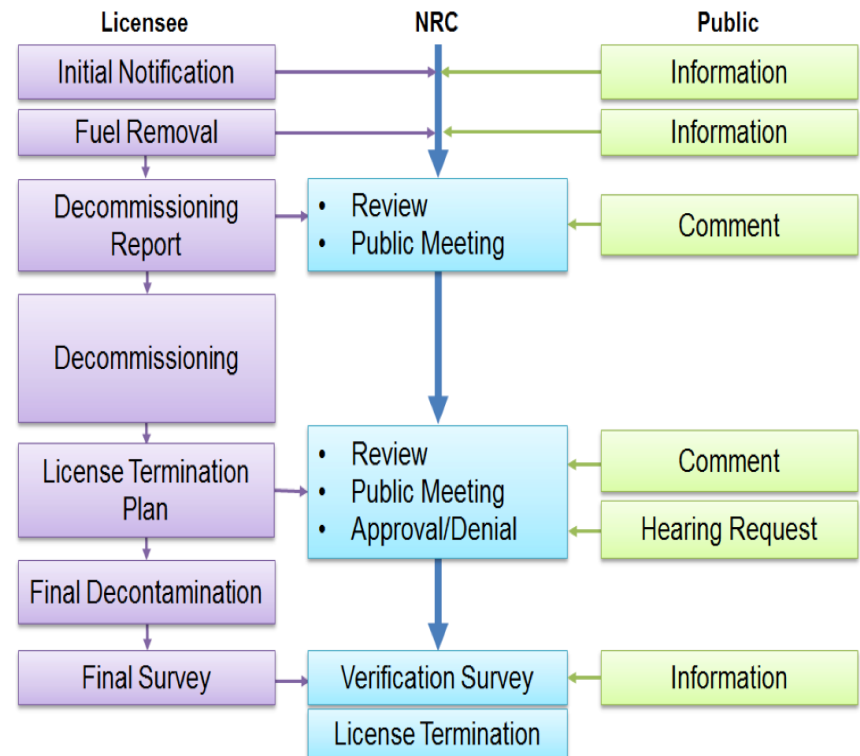 Licensee
NRC
Public
Initial Notification
Information
Fuel Removal
Information
Decommissioning
Report
• Review
• Public Meeting
Comment
Decommissioning
License Termination
Plan
• Review
• Public Meeting
• Approval/Denial
Comment
Hearing Request
Final Decontamination
Final Survey
Verification Survey
Information
License Termination